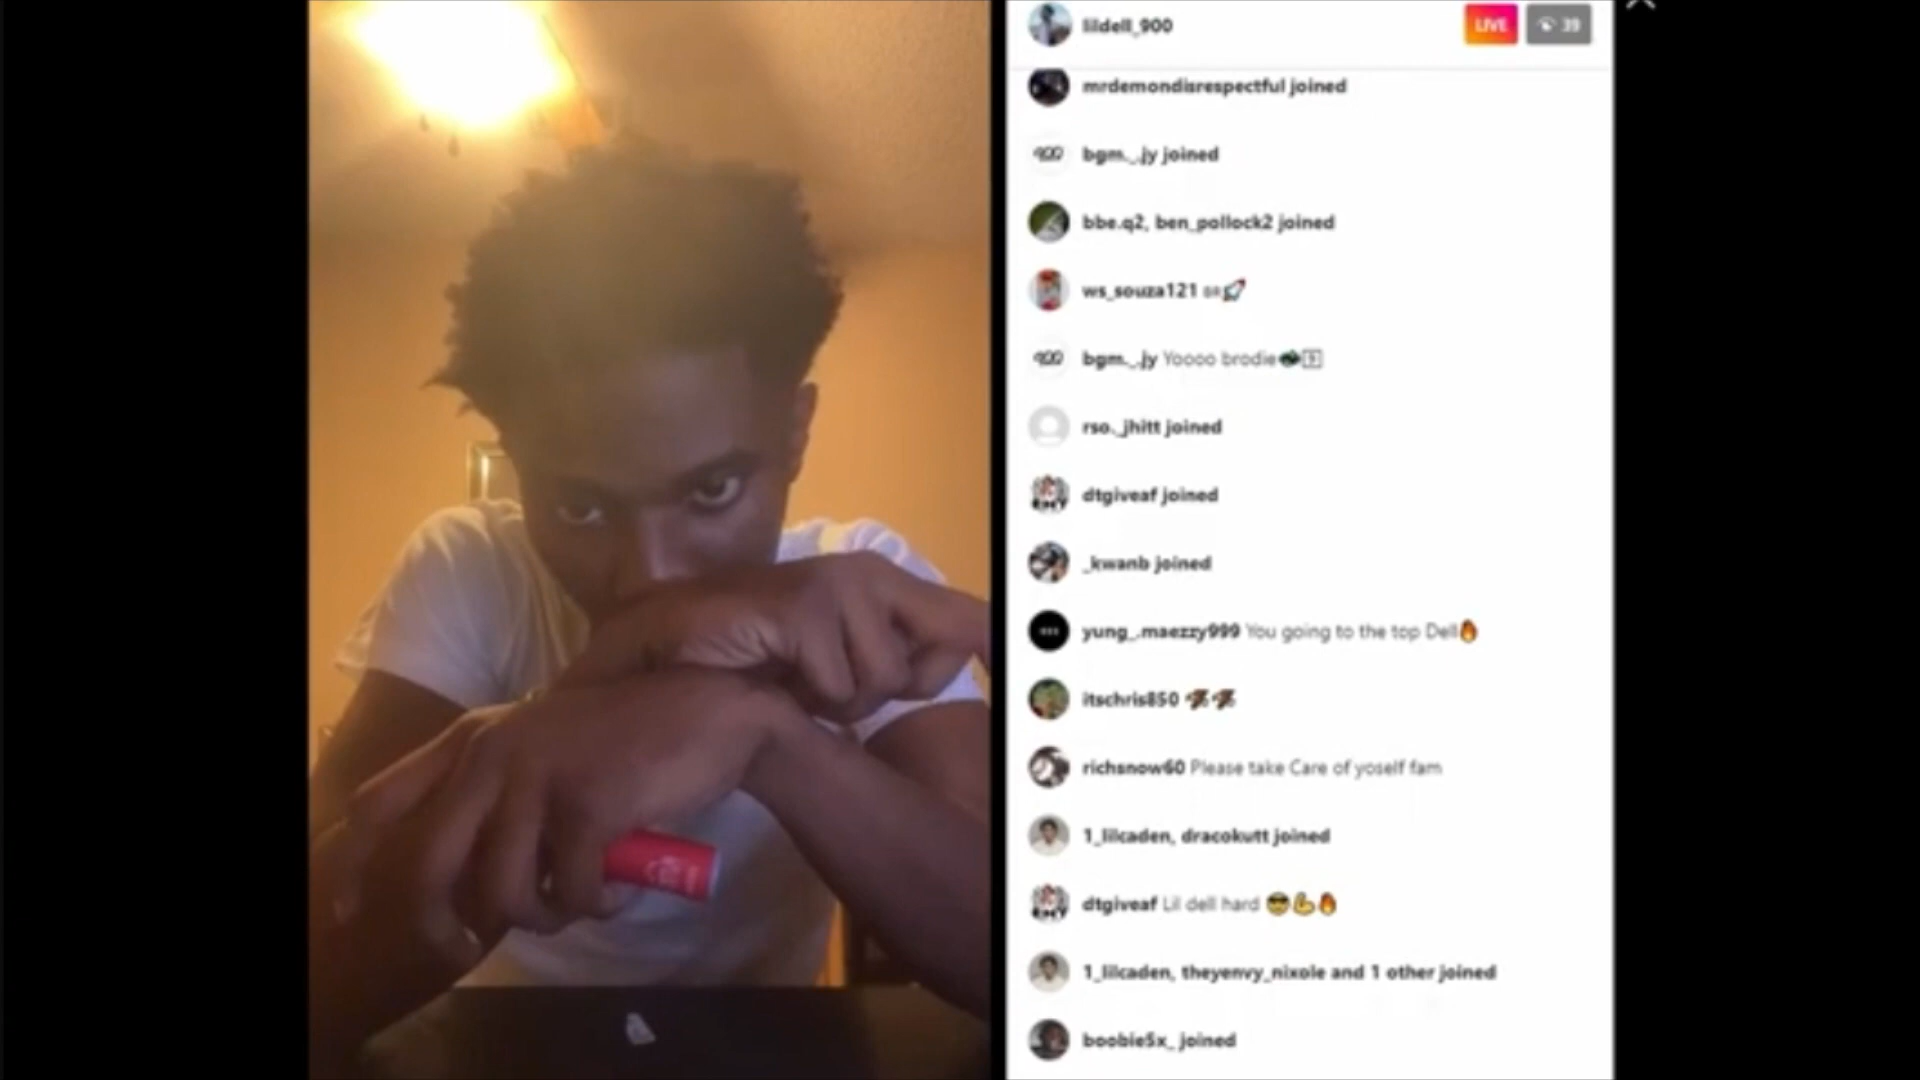 lildell_900
LIVE
39
mrdemondisrespectful joined
bgm._.jy joined
bbe.q2, ben_pollock2 joined
ws_souza121 BR🚀
bgm._.jy Yoooo brodie
rso._jhitt joined
dtgiveaf joined
_kwanb joined
yung_.maezzy999 You going to the top Dell🔥
itschris850
richsnow60 Please take Care of yoself fam
1_lilcaden, dracokutt joined
dtgiveaf Lil dell hard 😎💪🔥
1_lilcaden, theyenvy_nixole and 1 other joined
boobie5x_ joined